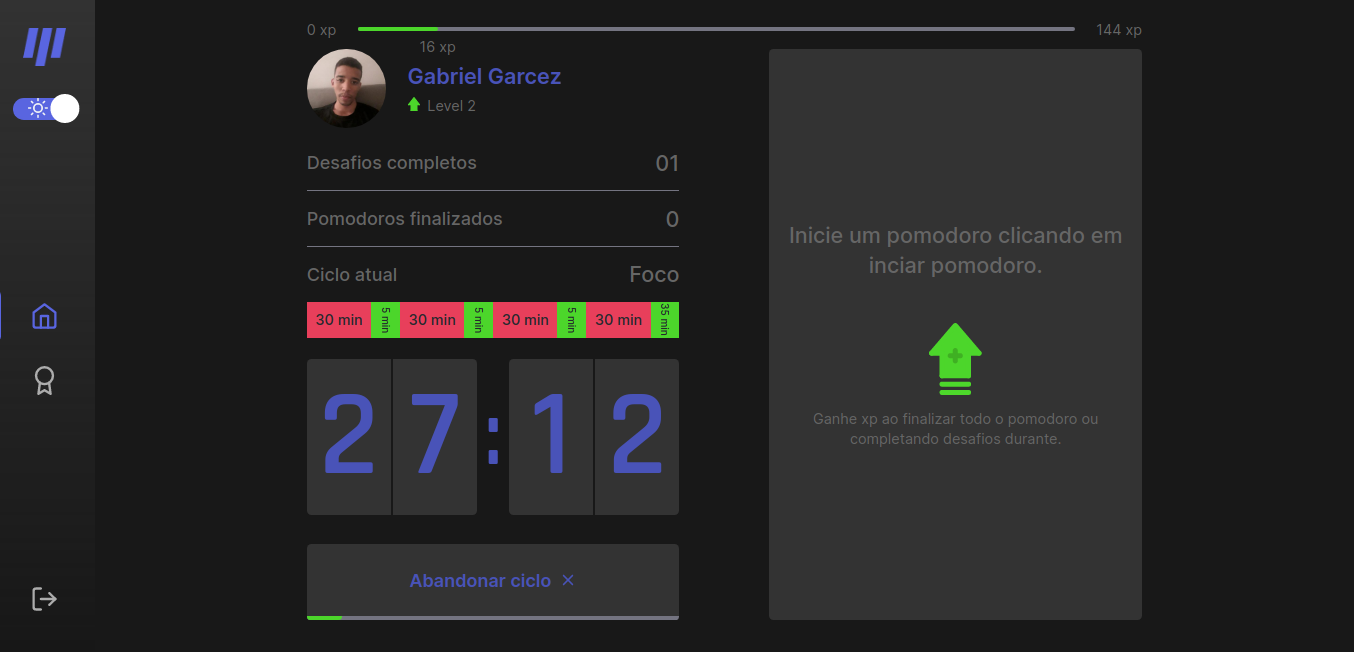 0 xp
144 xp
16 xp
Gabriel Garcez
Level 2
Desafios completos 01
Pomodoros finalizados 0
Ciclo atual Foco
30 min 5 min 30 min 5 min 30 min 5 min 30 min 35 min
27:12
Abandonar ciclo ×
Inicie um pomodoro clicando em
inciar pomodoro.
Ganhe xp ao finalizar todo o pomodoro ou
completando desafios durante.